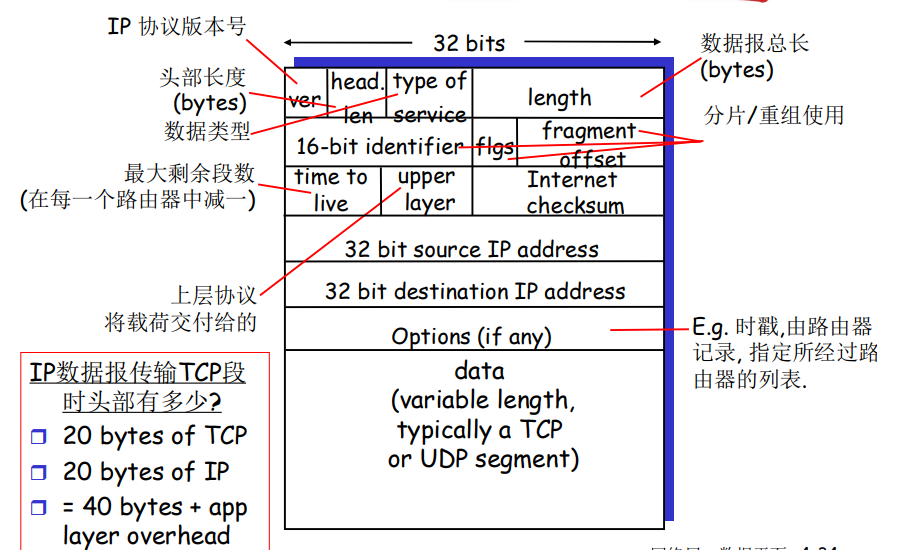 IP 协议版本号
32 bits
数据报总长
(bytes)
头部长度
(bytes)
数据类型
ver
head.
len
type of
service
length
分片/重组使用
16-bit identifier
flgs
fragment
offset
最大剩余段数
(在每一个路由器中减一)
time to
live
upper
layer
Internet
checksum
32 bit source IP address
32 bit destination IP address
上层协议
将载荷交付给的
Options (if any)
E.g. 时戳,由路由器
记录, 指定所经过路
由器的列表.
data
(variable length,
typically a TCP
or UDP segment)
IP数据报传输TCP段
时头部有多少?
20 bytes of TCP
20 bytes of IP
= 40 bytes + app
layer overhead